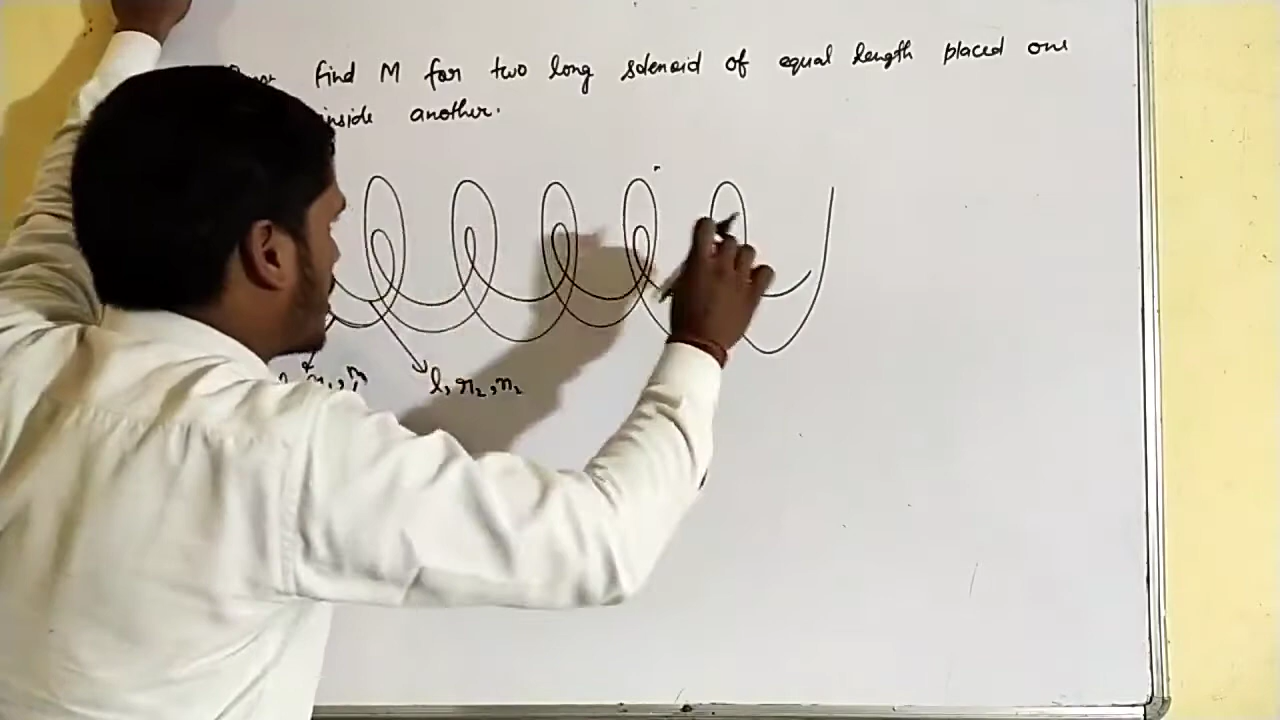 find M for two long solenoid of equal length placed one
inside another.
l, r₂, n₂